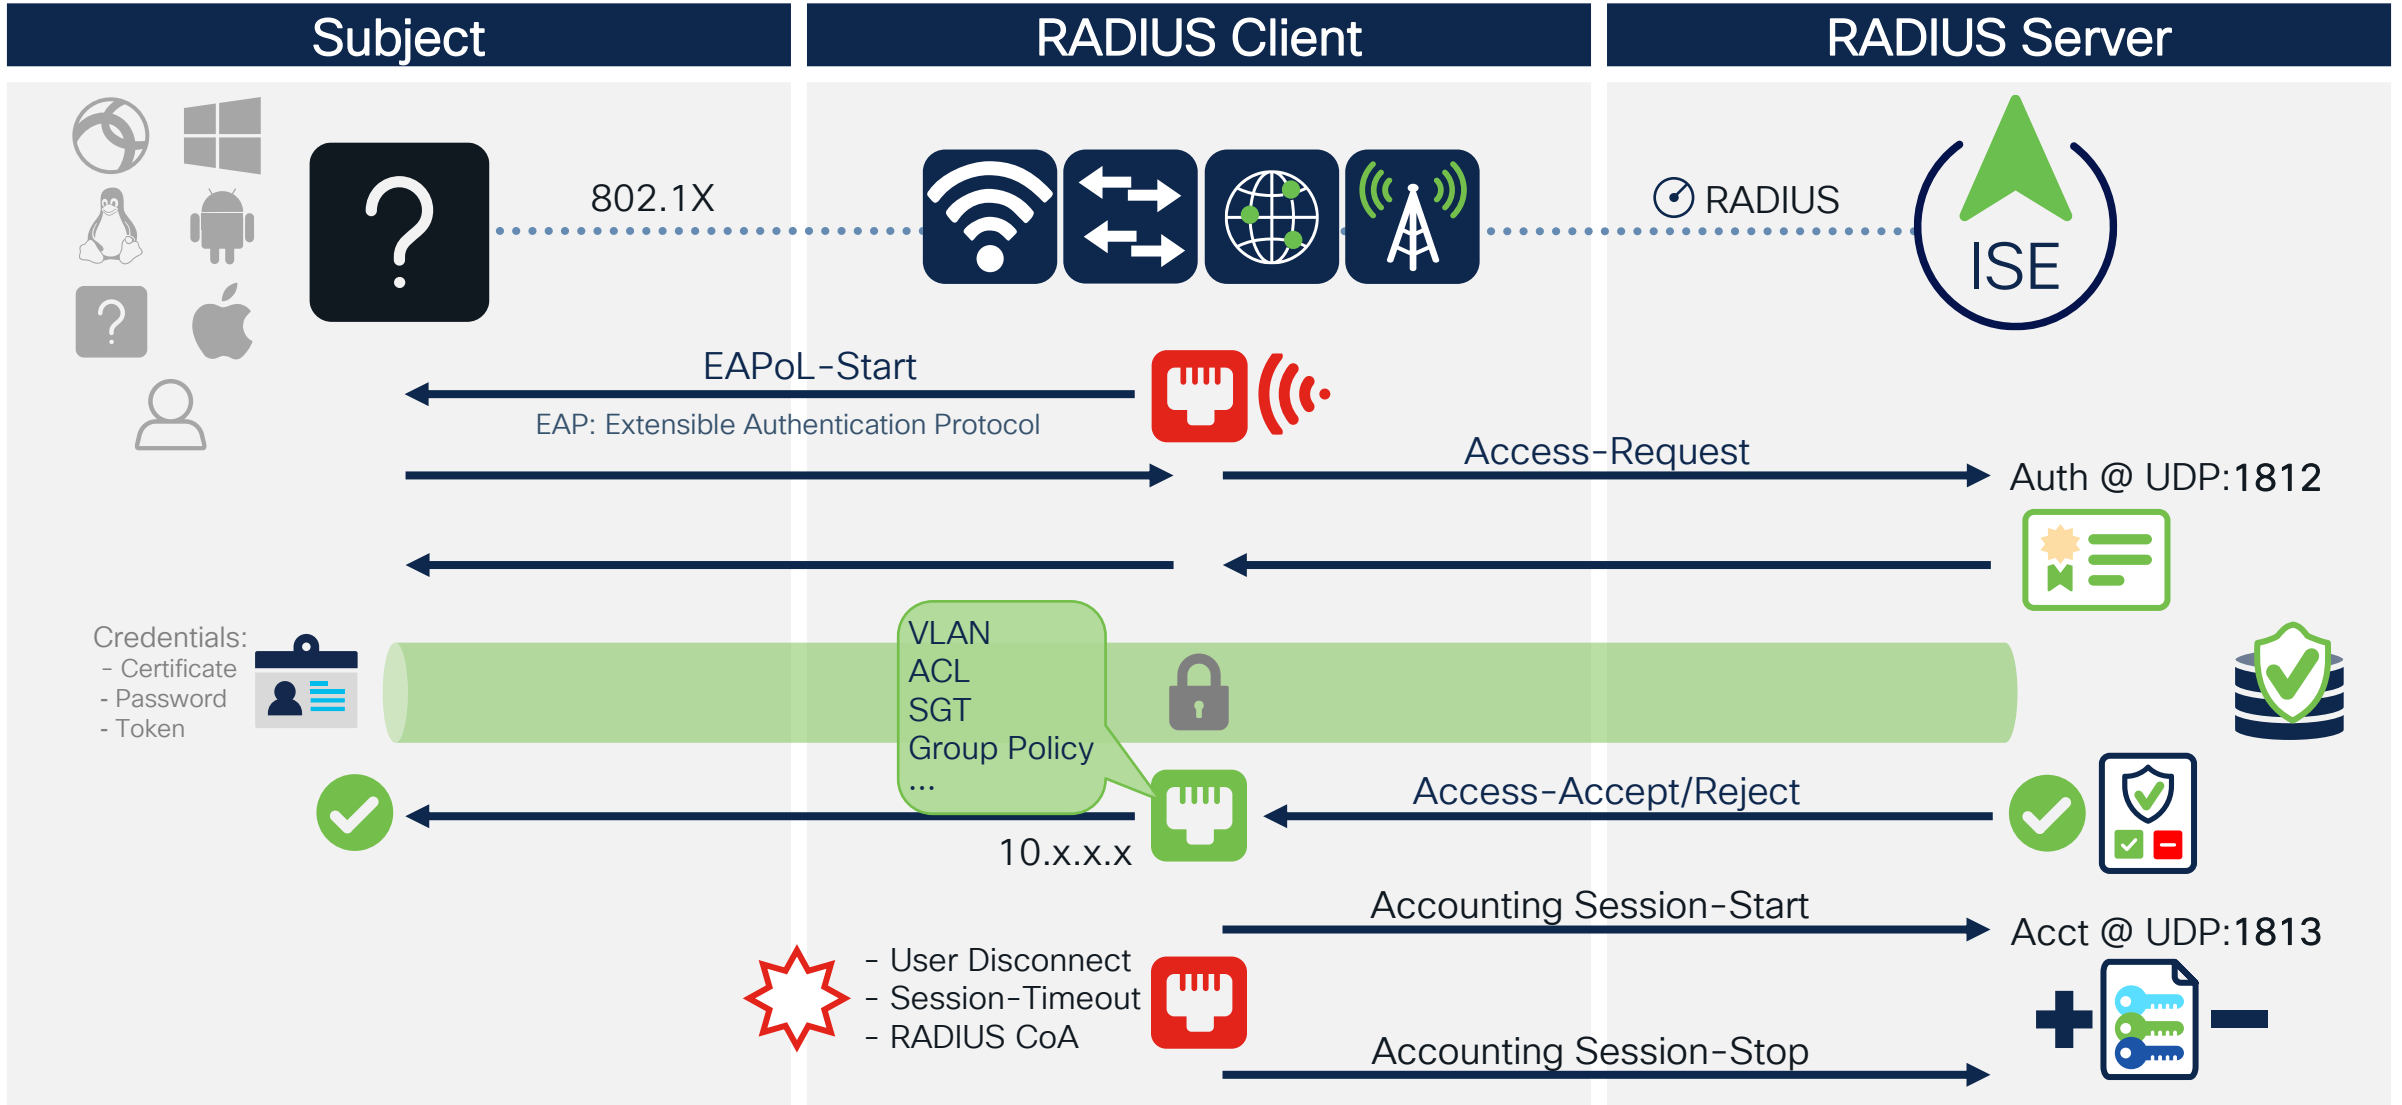 Subject
RADIUS Client
RADIUS Server
?
802.1X
RADIUS
ISE
?
EAPoL-Start
EAP: Extensible Authentication Protocol
Access-Request
Auth @ UDP:1812
Credentials:
- Certificate
- Password
- Token
VLAN
ACL
SGT
Group Policy
...
Access-Accept/Reject
10.x.x.x
Accounting Session-Start
Acct @ UDP:1813
- User Disconnect
- Session-Timeout
- RADIUS CoA
Accounting Session-Stop